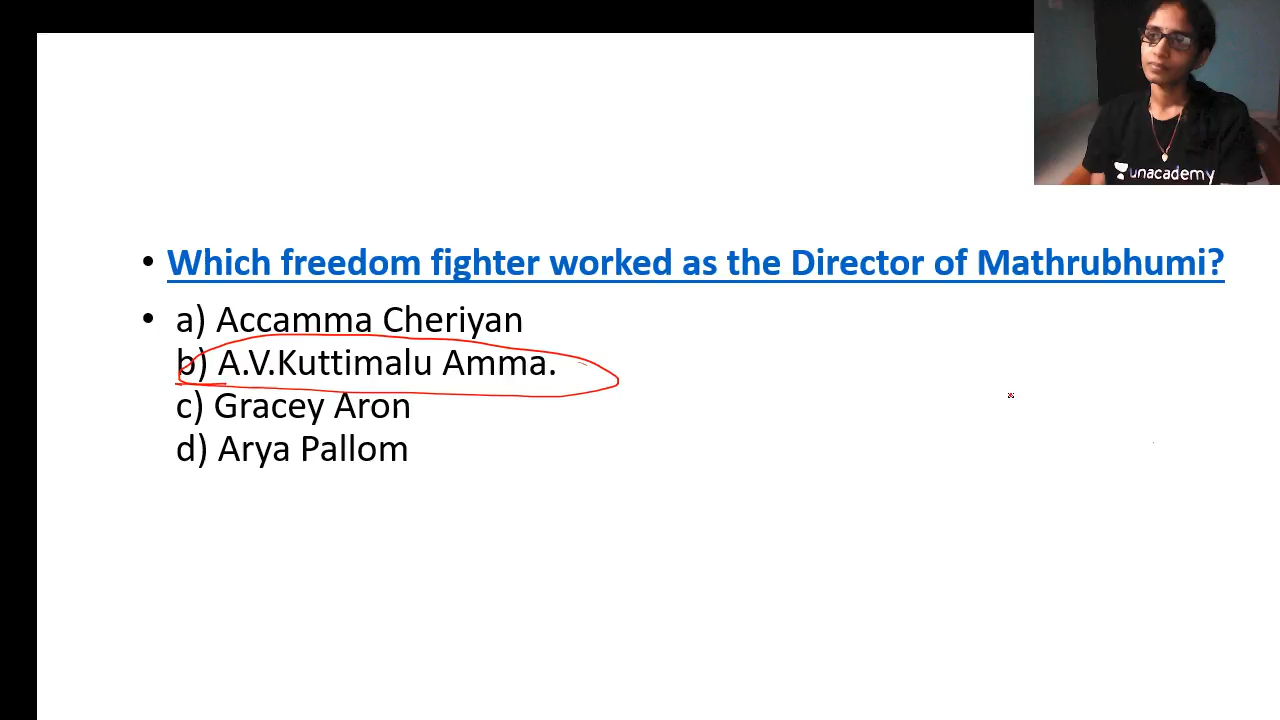 unacademy
• Which freedom fighter worked as the Director of Mathrubhumi?
• a) Accamma Cheriyan
b) A.V.Kuttimalu Amma.
c) Gracey Aron
d) Arya Pallom